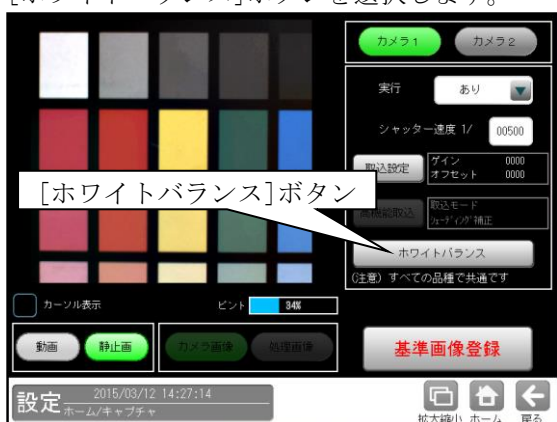 [ホワイトバランス]ボタンを選択します。
カメラ1 カメラ2
実行 あり
シャッター速度 1/ 00500
取込設定 ゲイン 0000
オフセット 0000
[ホワイトバランス]ボタン
高機能取込 取込モード
シェーディング補正
ホワイトバランス
(注意) すべての品種で共通です
カーソル表示 ピント 34%
動画 静止画 カメラ画像 処理画像 基準画像登録
設定 2015/03/12 14:27:14
ホーム/キャプチャ
拡大縮小 ホーム 戻る